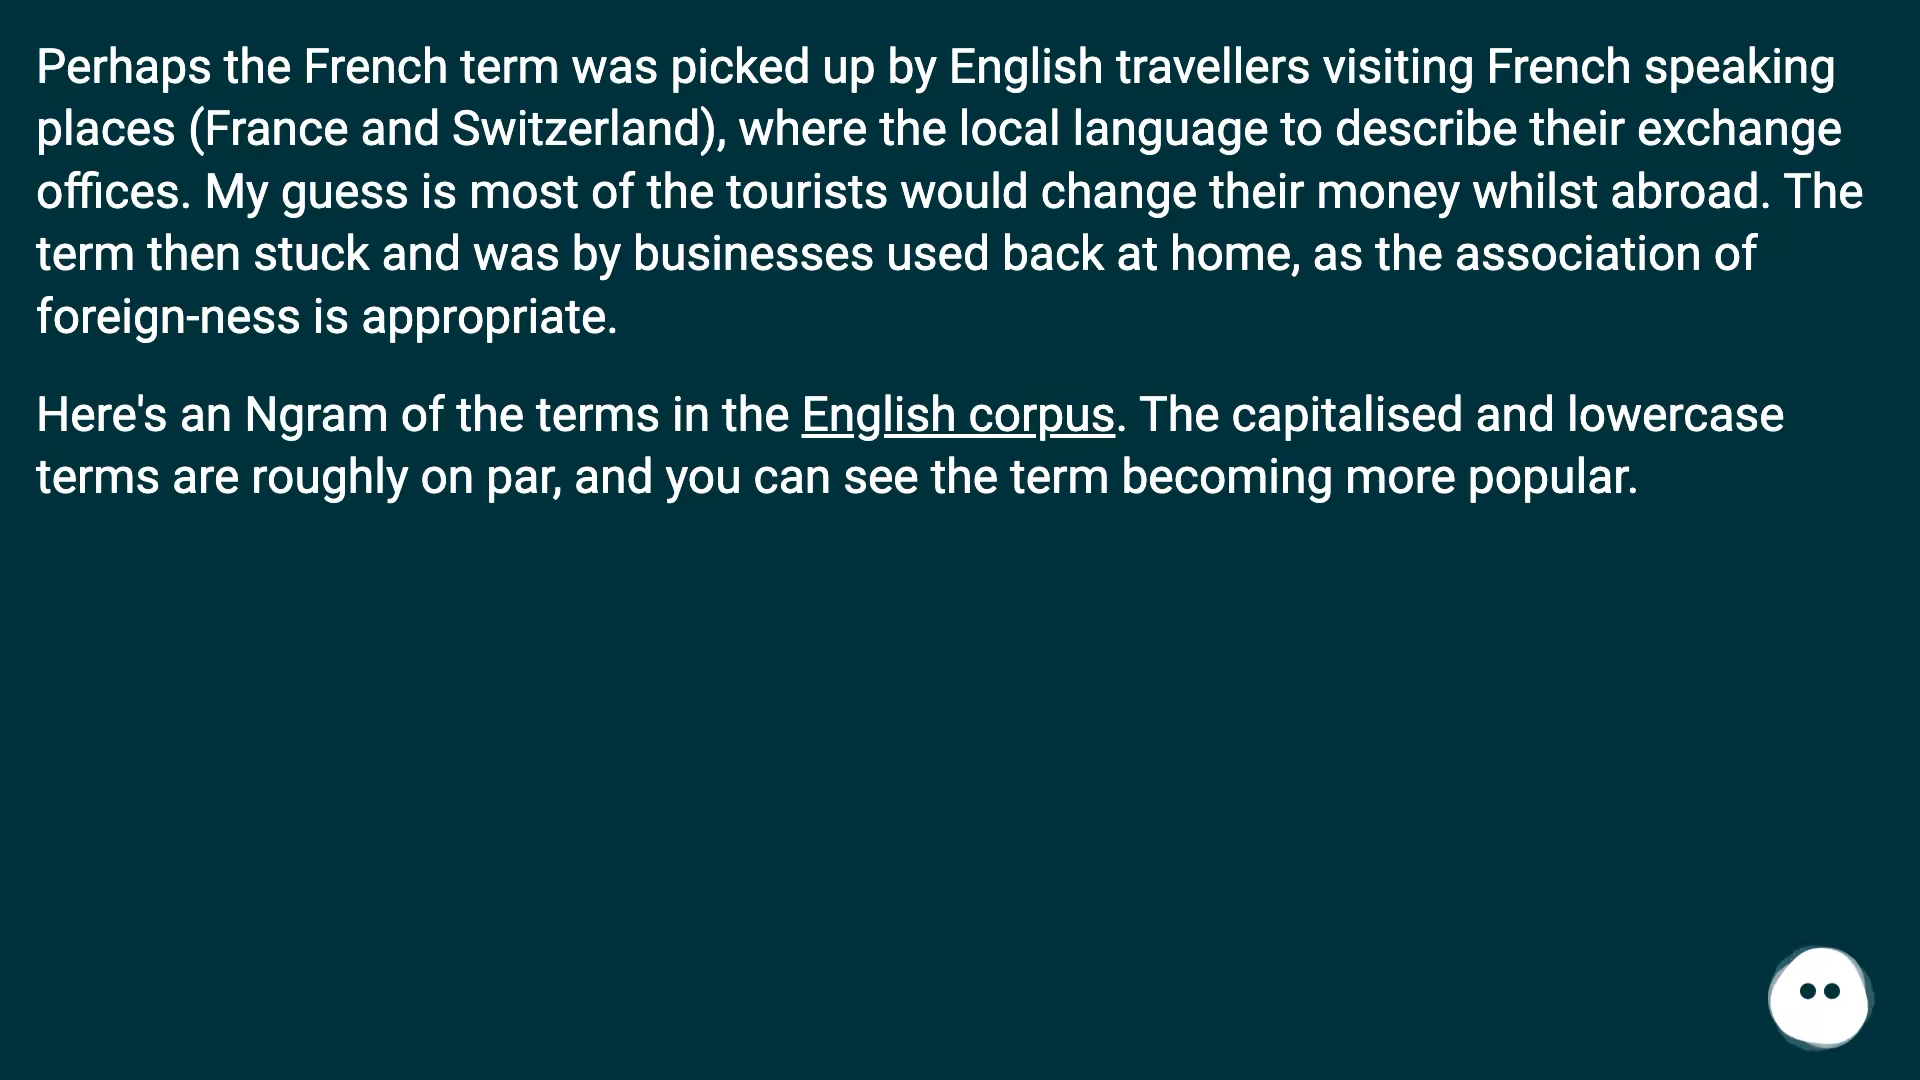 Perhaps the French term was picked up by English travellers visiting French speaking
places (France and Switzerland), where the local language to describe their exchange
offices. My guess is most of the tourists would change their money whilst abroad. The
term then stuck and was by businesses used back at home, as the association of
foreign-ness is appropriate.
Here's an Ngram of the terms in the English corpus. The capitalised and lowercase
terms are roughly on par, and you can see the term becoming more popular.